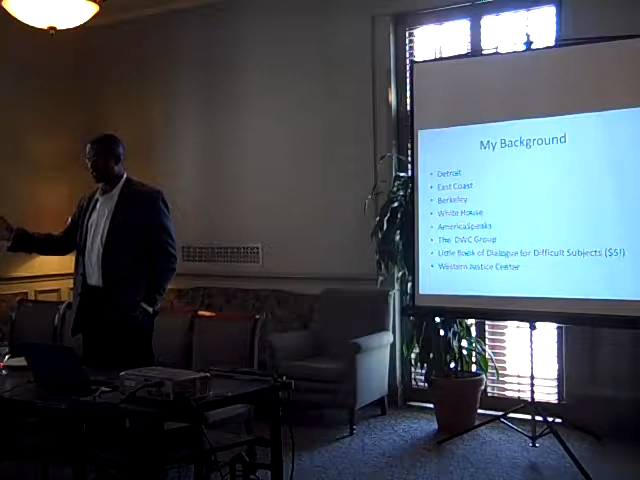 My Background
• Detroit
• East Coast
• Berkeley
• White House
• AmericaSpeaks
• The DWC Group
• Little Book of Dialogue for Difficult Subjects ($5!)
• Western Justice Center